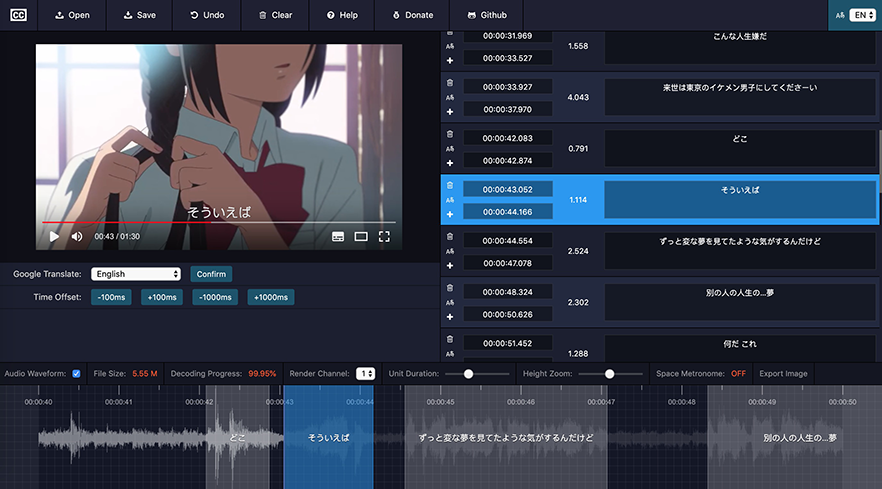 CC
Open
Save
Undo
Clear
Help
Donate
Github
EN
そういえば
00:43 / 01:30
Google Translate:
English
Confirm
Time Offset:
-100ms
+100ms
-1000ms
+1000ms
00:00:31.969
00:00:33.527
1.558
こんな人生嫌だ
00:00:33.927
00:00:37.970
4.043
来世は東京のイケメン男子にしてくださーい
00:00:42.083
00:00:42.874
0.791
どこ
00:00:43.052
00:00:44.166
1.114
そういえば
00:00:44.554
00:00:47.078
2.524
ずっと変な夢を見てたような気がするんだけど
00:00:48.324
00:00:50.626
2.302
別の人の人生の...夢
00:00:51.452
1.288
何だ これ
Audio Waveform:
File Size: 5.55 M
Decoding Progress: 99.95%
Render Channel: 1
Unit Duration:
Height Zoom:
Space Metronome: OFF
Export Image
00:00:40
00:00:41
00:00:42
00:00:43
00:00:44
00:00:45
00:00:46
00:00:47
00:00:48
00:00:49
00:00:50
どこ
そういえば
ずっと変な夢を見てたような気がするんだけど
別の人の人生の...夢